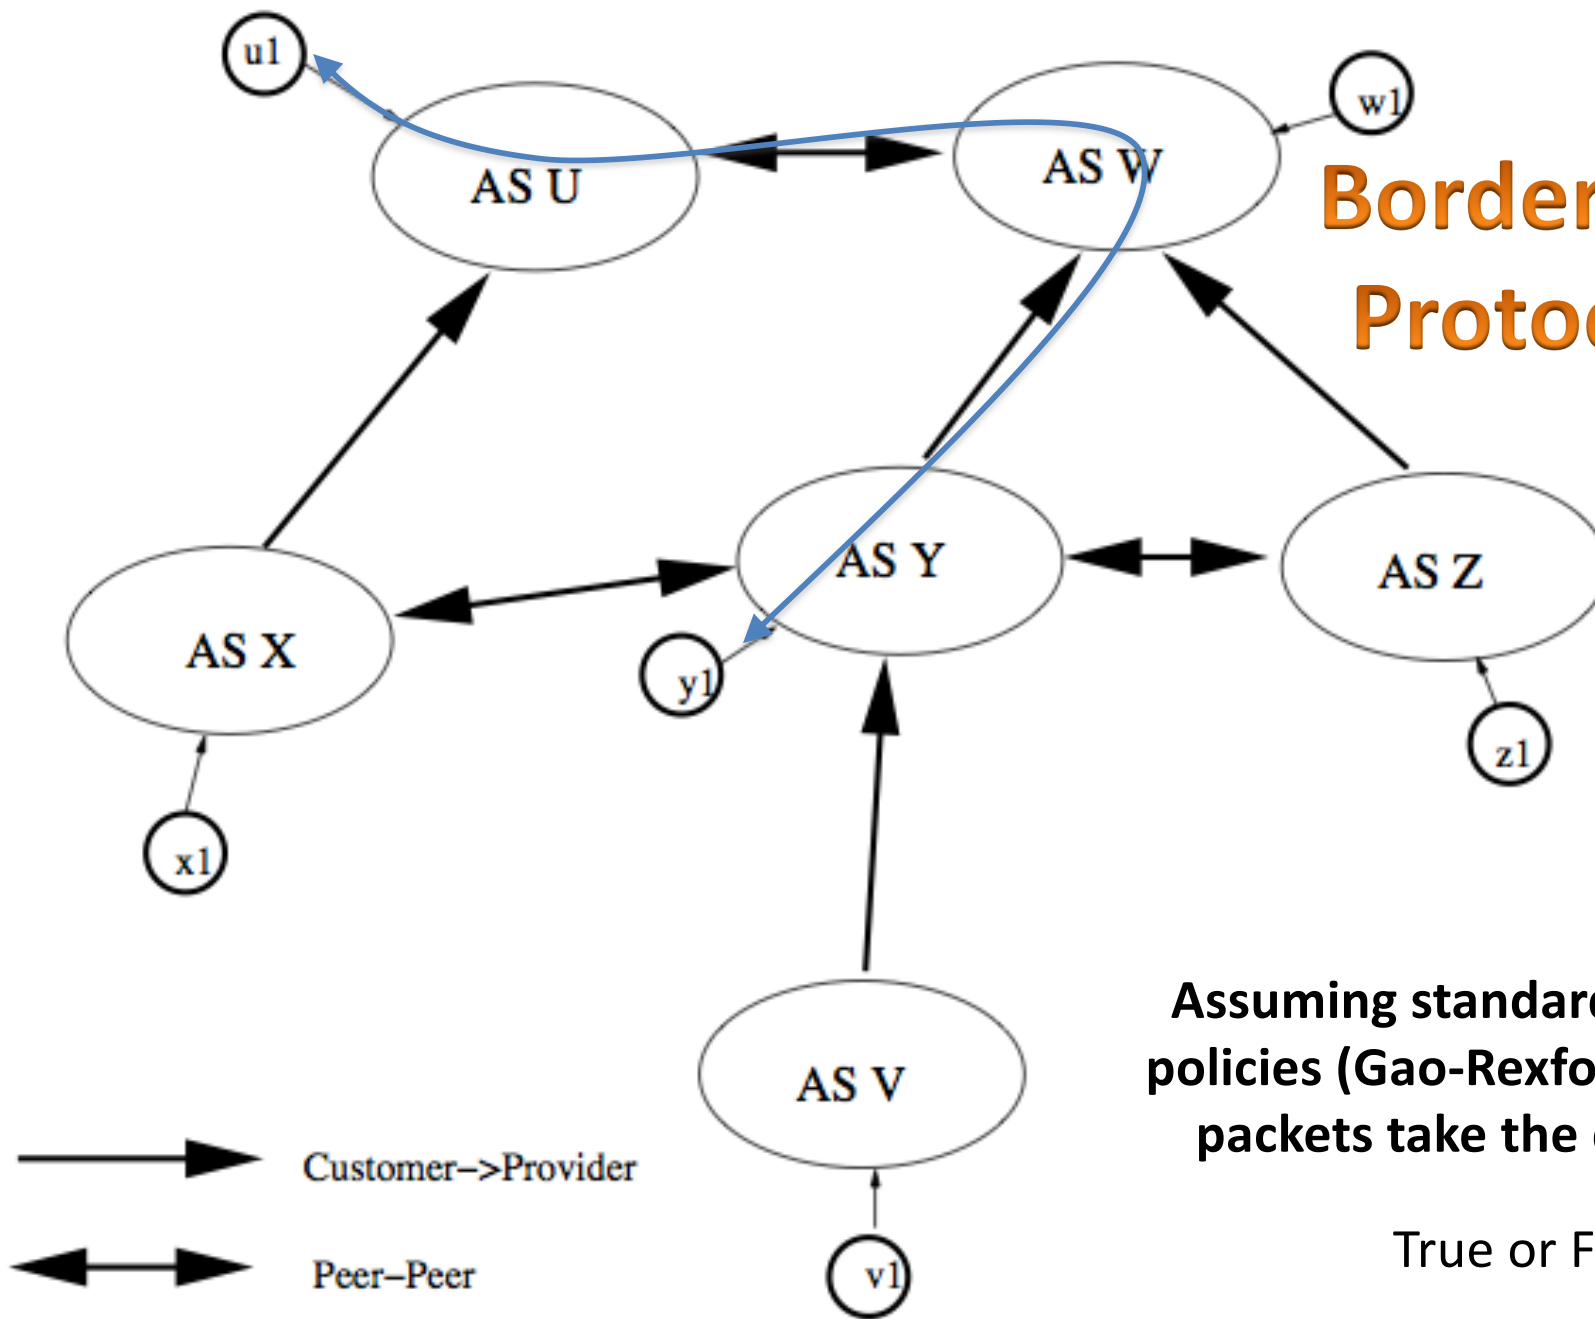 u1
w1
AS U
AS W
Border
AS X
AS Y
AS Z
y1
z1
x1
Assuming standard
policies (Gao-Rexfo
AS V
packets take the
Customer->Provider
True or F
Peer-Peer
v1